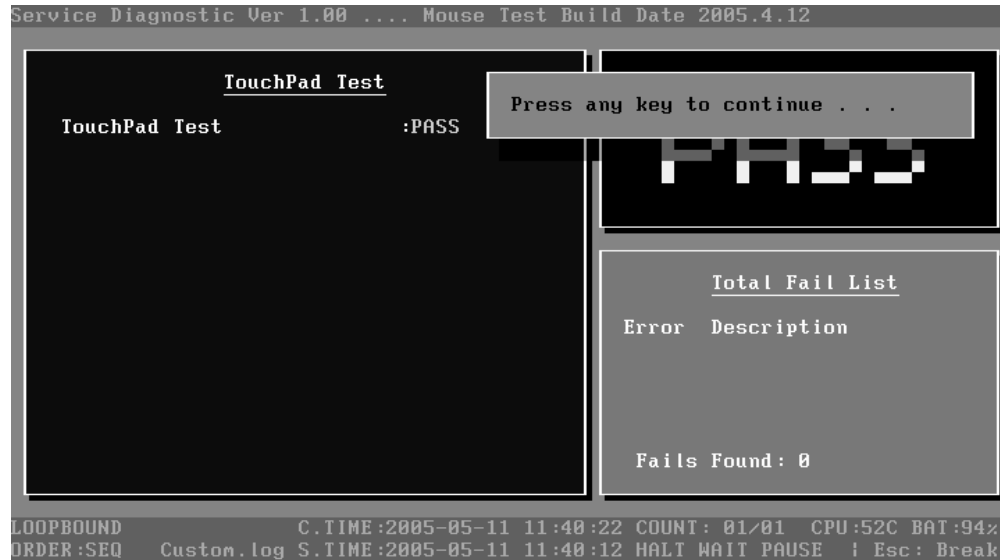 Service Diagnostic Ver 1.00 .... Mouse Test Build Date 2005.4.12
TouchPad Test
TouchPad Test :PASS
Press any key to continue . . .
PASS
Total Fail List
Error Description
Fails Found: 0
LOOPBOUND C.TIME:2005-05-11 11:40:22 COUNT: 01/01 CPU:52C BAT:94%
ORDER:SEQ Custom.log S.TIME:2005-05-11 11:40:12 HALT WAIT PAUSE ¦ Esc: Break